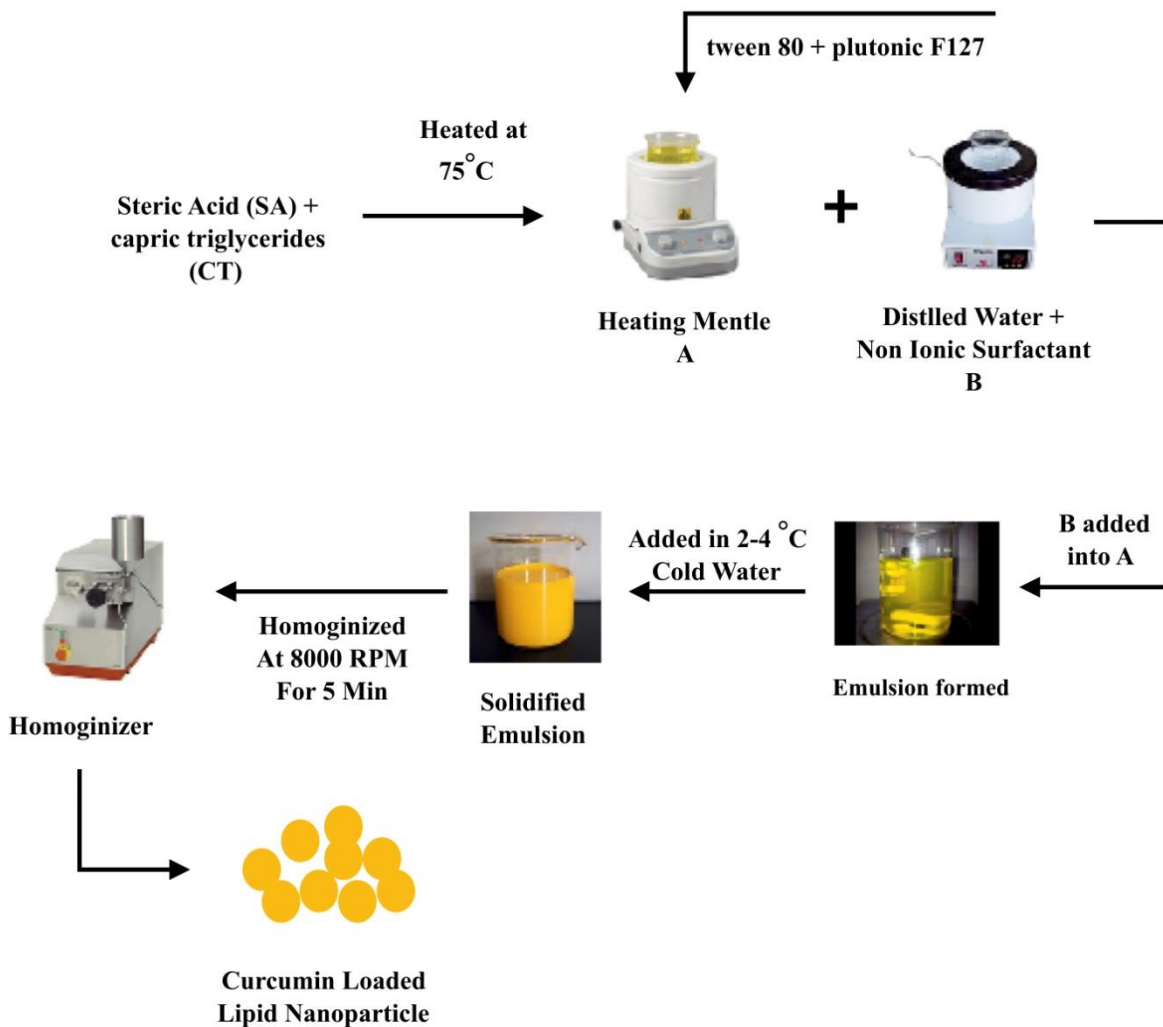 tween 80 + plutonic F127
Heated at
75°C
Steric Acid (SA) +
capric triglycerides
(CT)
+
Heating Mentle
A
Distlled Water +
Non Ionic Surfactant
B
B added
into A
Emulsion formed
Added in 2-4 °C
Cold Water
Solidified
Emulsion
Homoginized
At 8000 RPM
For 5 Min
Homoginizer
Curcumin Loaded
Lipid Nanoparticle